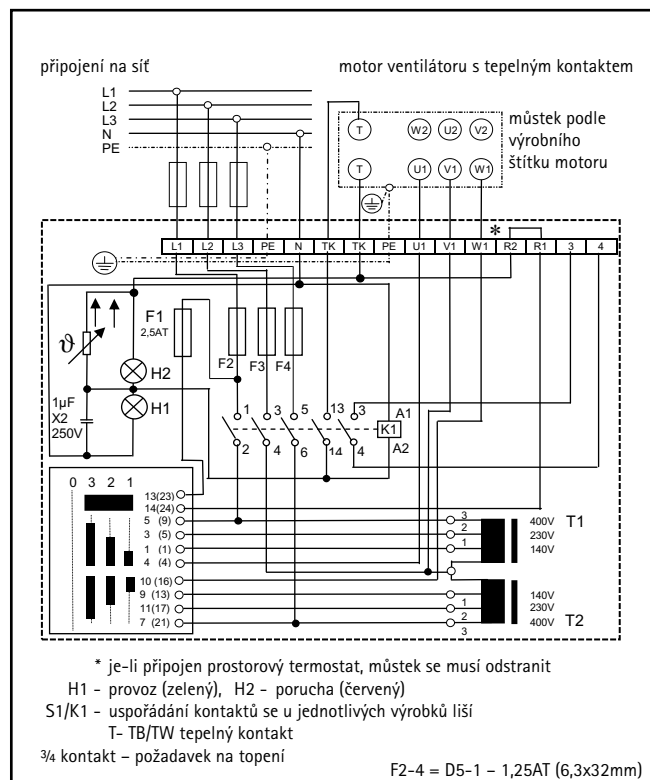 připojení na síť
motor ventilátoru s tepelným kontaktem
L1
L2
L3
N
PE
T
W2 U2 V2
můstek podle
výrobního
štítku motoru
T
U1 V1 W1
*
L1 L2 L3 PE N TK TK PE U1 V1 W1 R2 R1 3 4
F1
2,5AT
ϑ
F2
F3
F4
H2
H1
1μF
X2
250V
1 3 5 13 3
A1
K1
A2
2 4 6 14 4
0 3 2 1
13(23)
14(24)
5 (9)
3 (5)
1 (1)
4 (4)
10 (16)
9 (13)
11(17)
7 (21)
3
2
1
400V
230V
140V
T1
1
2
3
140V
230V
400V
T2
* je-li připojen prostorový termostat, můstek se musí odstranit
H1 - provoz (zelený), H2 - porucha (červený)
S1/K1 - uspořádání kontaktů se u jednotlivých výrobků liší
T- TB/TW tepelný kontakt
¾ kontakt – požadavek na topení
F2-4 = D5-1 – 1,25AT (6,3x32mm)